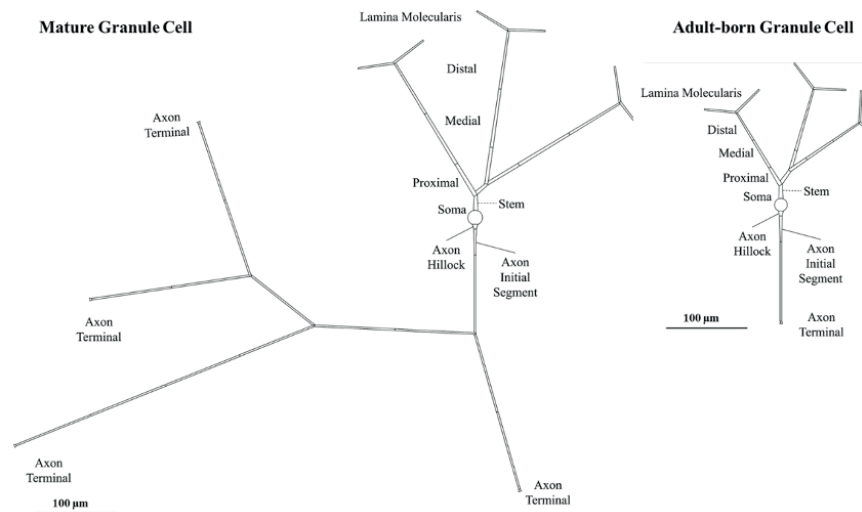 Mature Granule Cell
Lamina Molecularis
Distal
Medial
Proximal
Soma
Stem
Axon
Hillock
Axon
Initial
Segment
Axon
Terminal
Axon
Terminal
Axon
Terminal
Axon
Terminal
100 µm
Adult-born Granule Cell
Lamina Molecularis
Distal
Medial
Proximal
Soma
Stem
Axon
Hillock
Axon
Initial
Segment
100 µm
Axon
Terminal